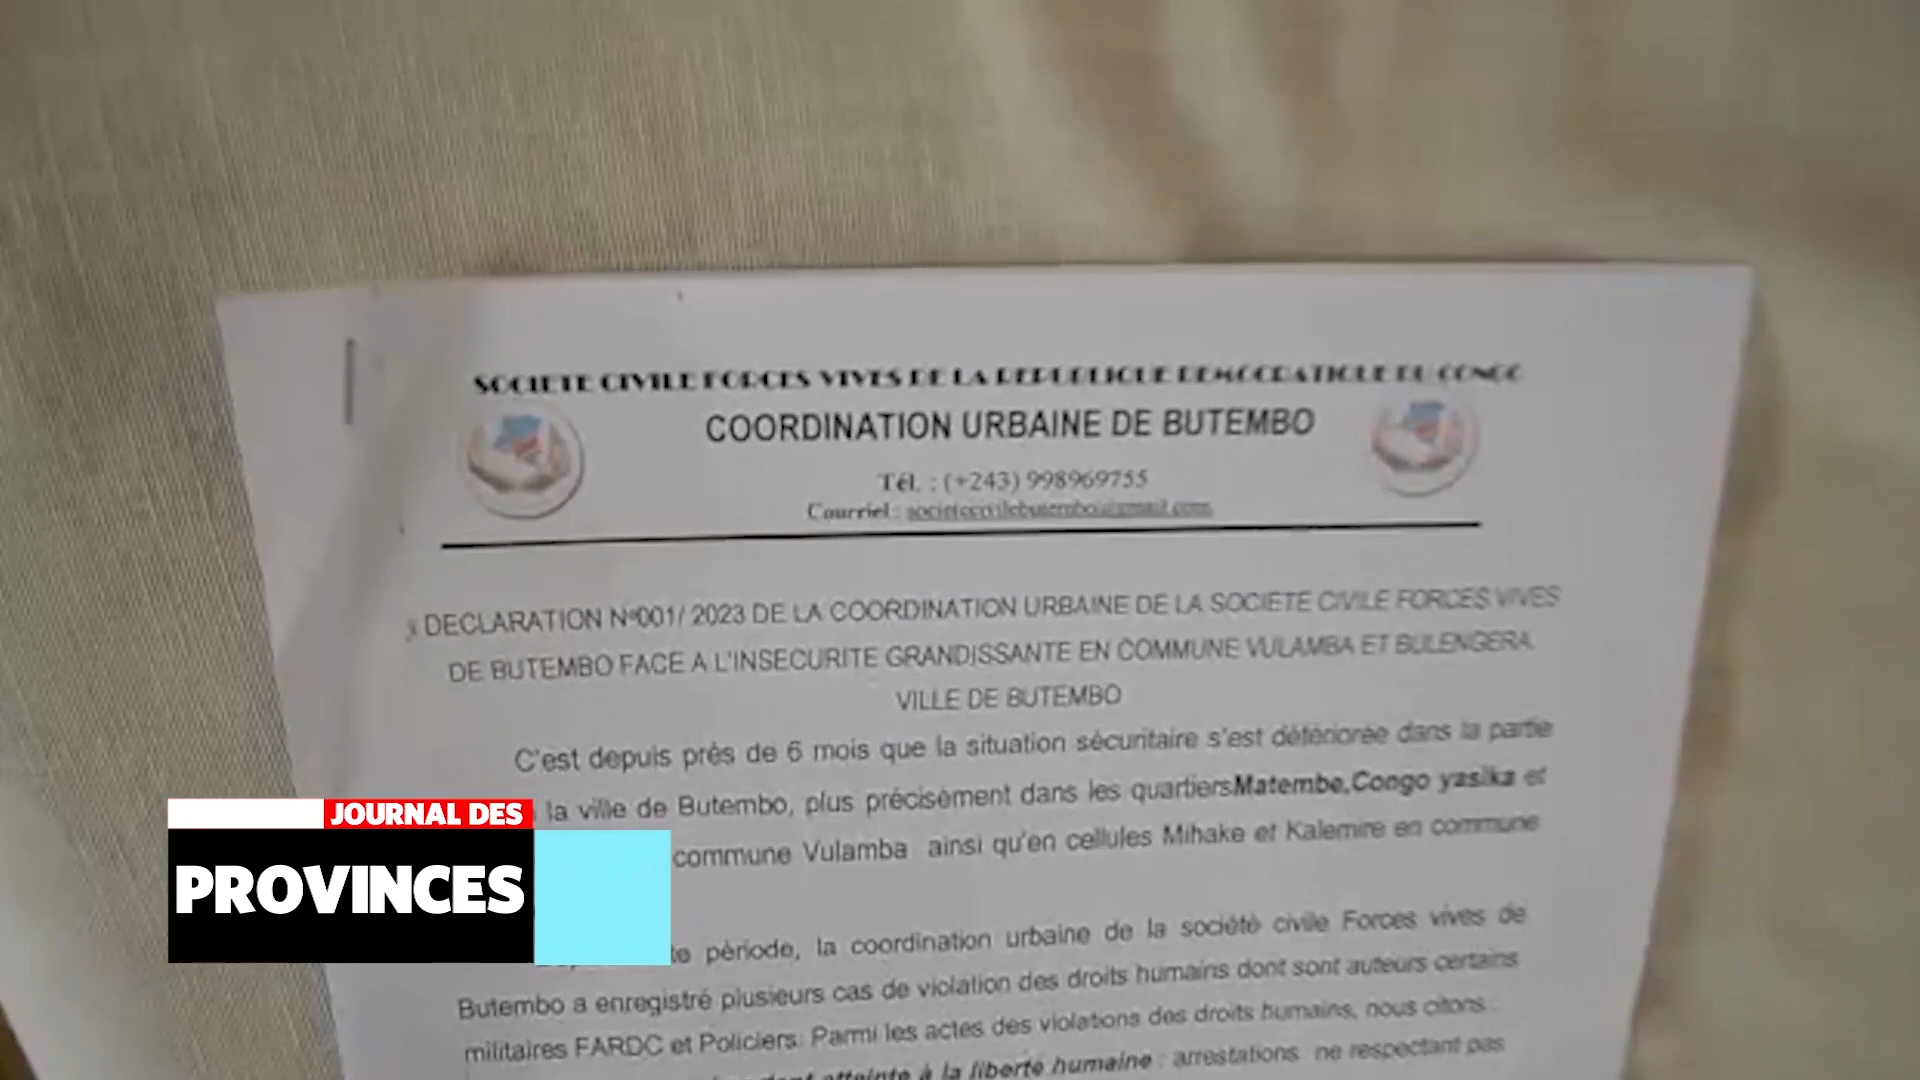 SOCIETE CIVILE FORCES VIVES DE LA REPUBLIQUE DEMOCRATIQUE DU CONGO
COORDINATION URBAINE DE BUTEMBO
Tél. : (+243) 998969755
Courriel : societecivilebutembo@gmail.com
DECLARATION N°001/ 2023 DE LA COORDINATION URBAINE DE LA SOCIETE CIVILE FORCES VIVES
DE BUTEMBO FACE A L'INSECURITE GRANDISSANTE EN COMMUNE VULAMBA ET BULENGERA
VILLE DE BUTEMBO
C'est depuis près de 6 mois que la situation sécuritaire s'est détériorée dans la partie
la ville de Butembo, plus précisément dans les quartiersMatembe,Congo yasika et
commune Vulamba ainsi qu'en cellules Mihake et Kalemire en commune
période, la coordination urbaine de la société civile Forces vives de
Butembo a enregistré plusieurs cas de violation des droits humains dont sont auteurs certains
militaires FARDC et Policiers. Parmi les actes des violations des droits humains, nous citons :
atteinte à la liberté humaine : arrestations ne respectant pas
JOURNAL DES
PROVINCES